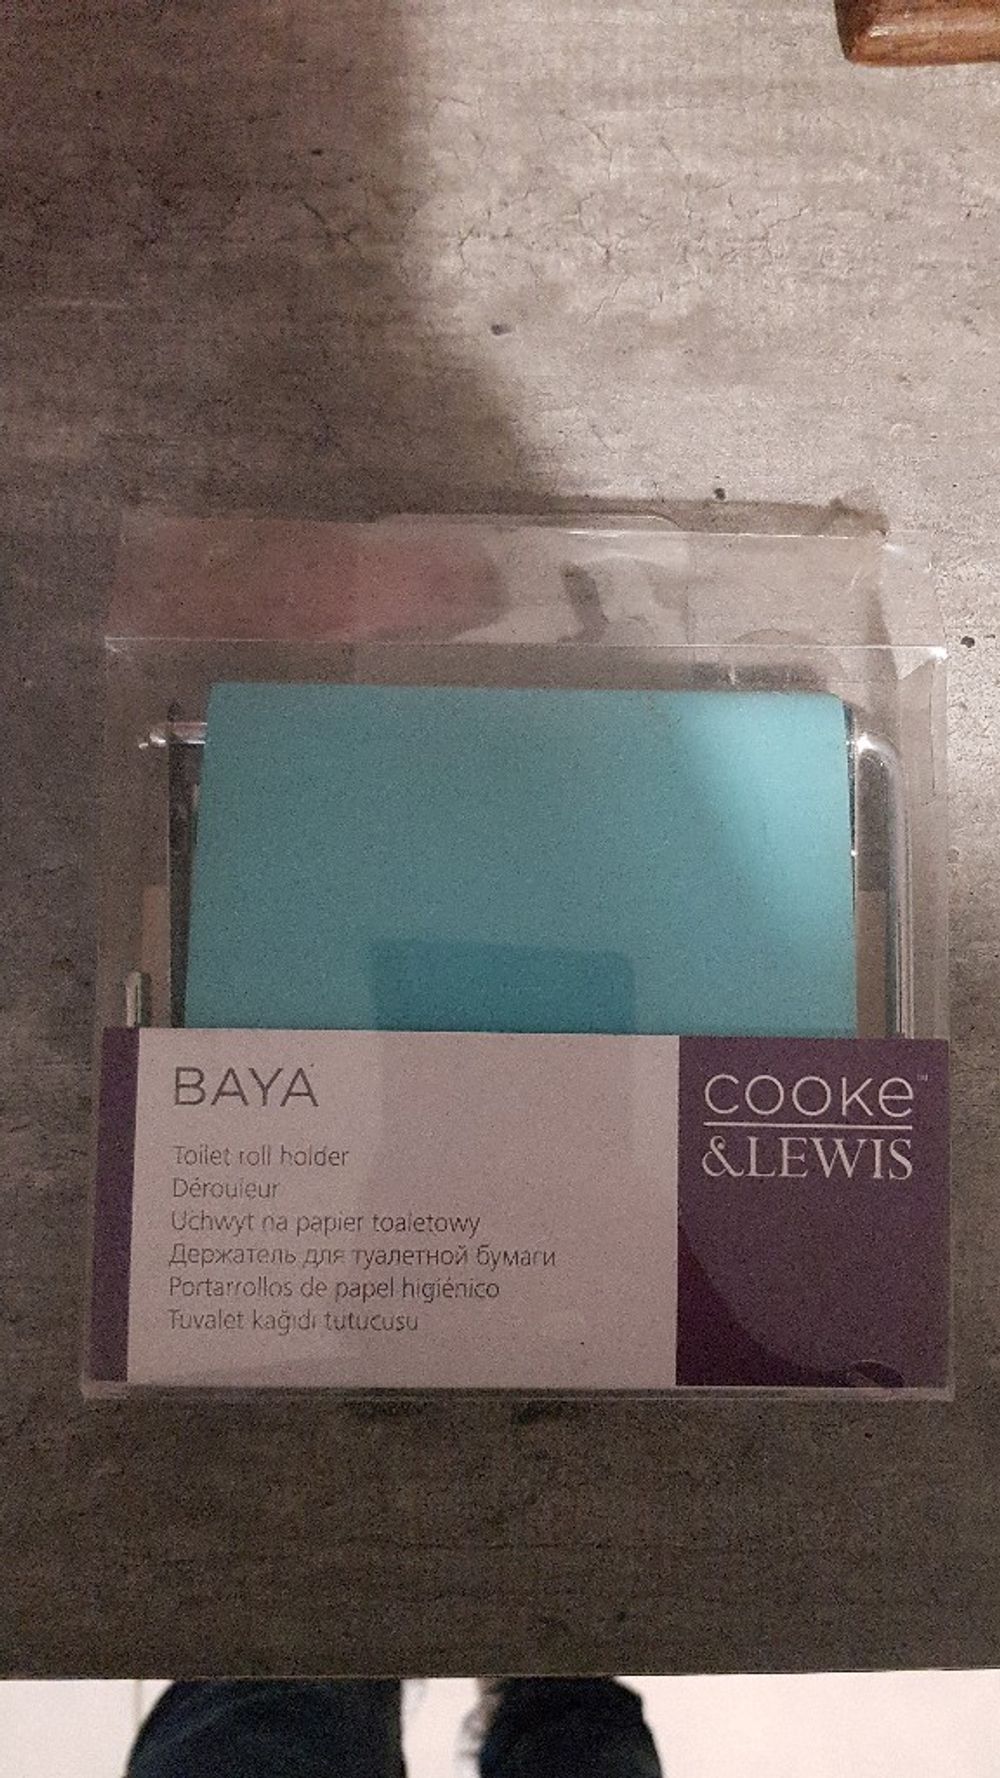 BAYA
Toilet roll holder
Dérouleur
Uchwyt na papier toaletowy
Держатель для туалетной бумаги
Portarrollos de papel higiénico
Tuvalet kağıdı tutucusu
COOKe™
&LEWIS